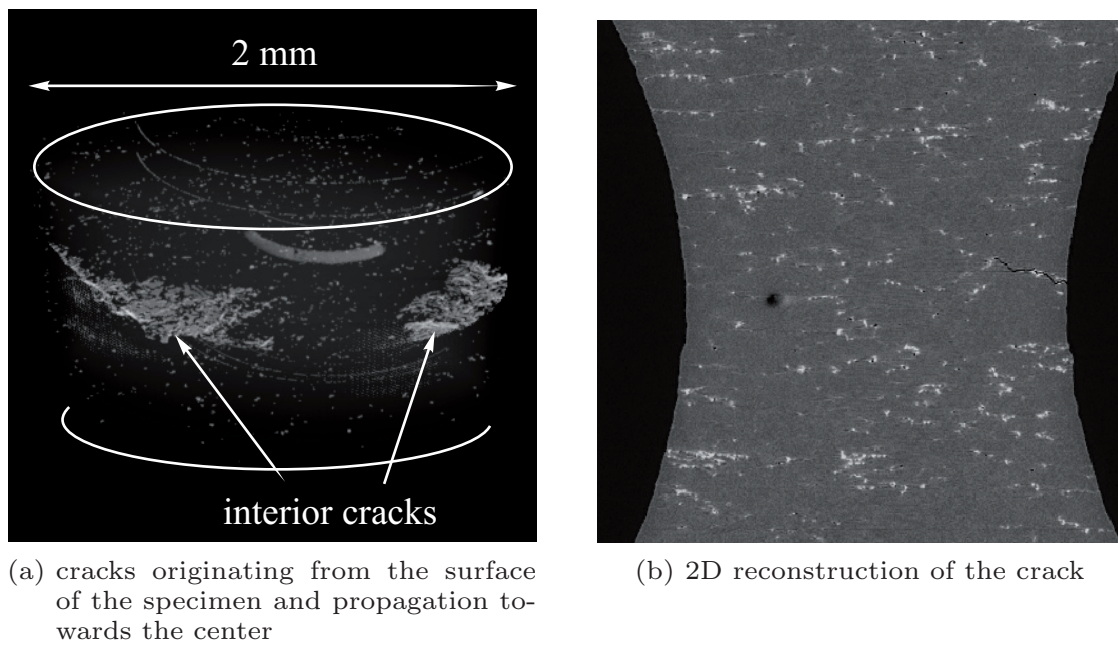 2 mm
interior cracks
(a) cracks originating from the surface
of the specimen and propagation to-
wards the center
(b) 2D reconstruction of the crack